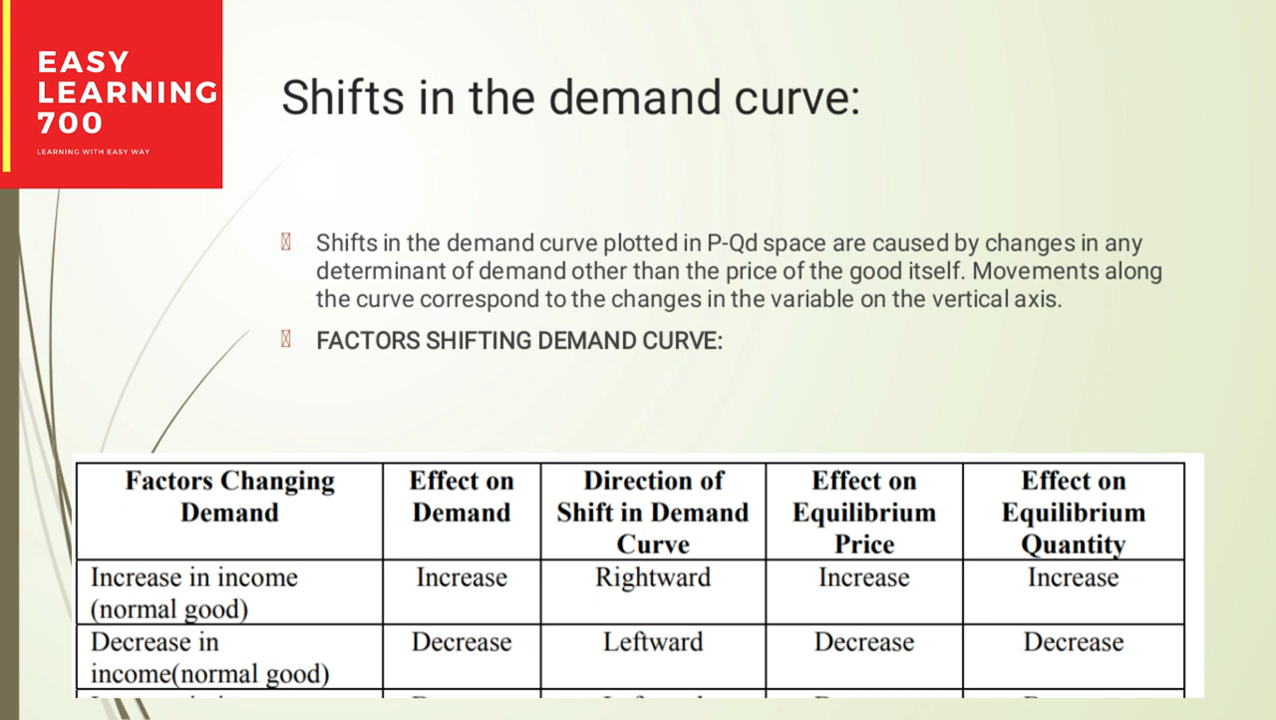 EASY
LEARNING
700
LEARNING WITH EASY WAY
Shifts in the demand curve:
Shifts in the demand curve plotted in P-Qd space are caused by changes in any
determinant of demand other than the price of the good itself. Movements along
the curve correspond to the changes in the variable on the vertical axis.
FACTORS SHIFTING DEMAND CURVE:
Factors Changing Demand | Effect on Demand | Direction of Shift in Demand Curve | Effect on Equilibrium Price | Effect on Equilibrium Quantity
Increase in income (normal good) | Increase | Rightward | Increase | Increase
Decrease in income(normal good) | Decrease | Leftward | Decrease | Decrease